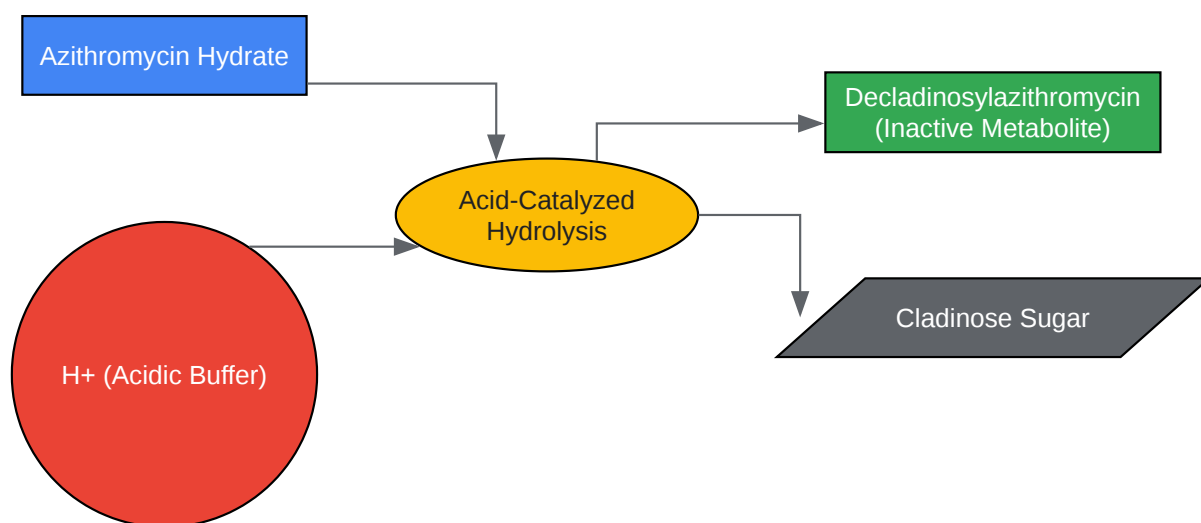 Azithromycin Hydrate
Decladinosylazithromycin
(Inactive Metabolite)
Acid-Catalyzed
Hydrolysis
Cladinose Sugar
H+ (Acidic Buffer)